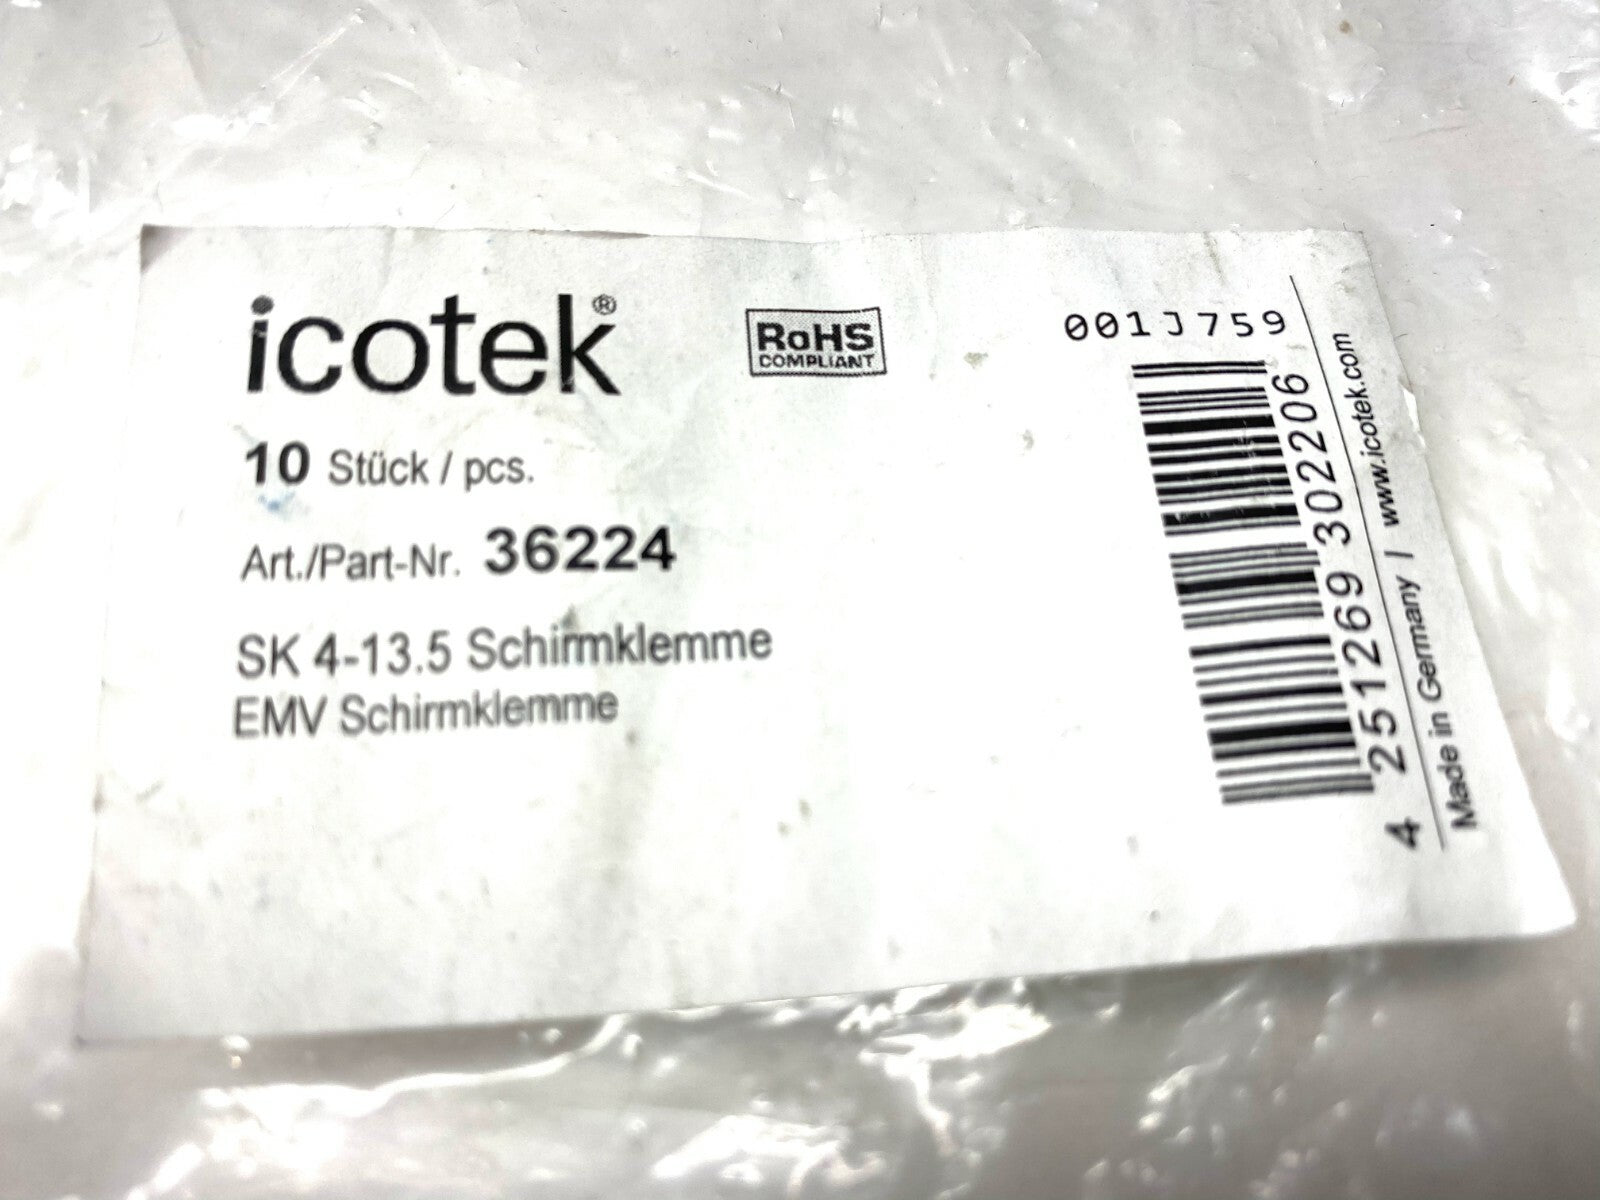 icotek®
RoHS
COMPLIANT
001J759
10 Stück / pcs.
Art./Part-Nr. 36224
SK 4-13.5 Schirmklemme
EMV Schirmklemme
4 251269 302206
Made in Germany / www.icotek.com